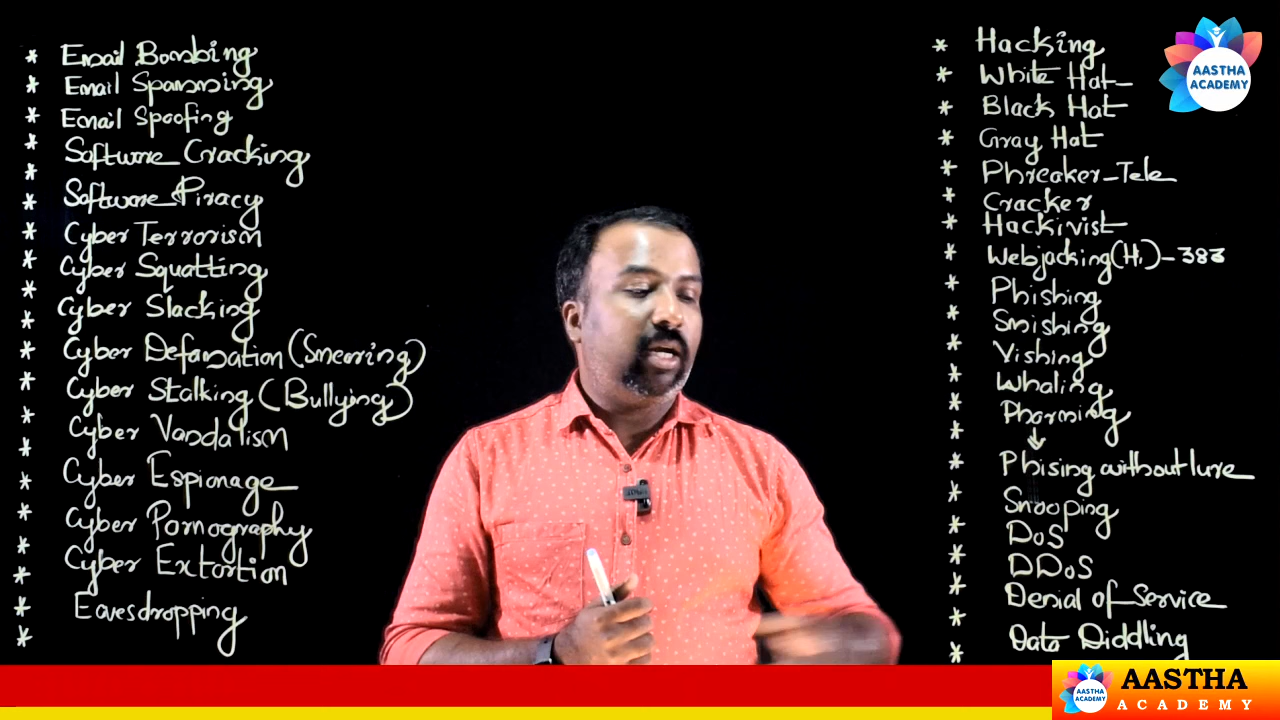 * Email Bombing
* Email Spamming
* Email Spoofing
* Software Cracking
* Software Piracy
* Cyber Terrorism
* Cyber Squatting
* Cyber Slacking
* Cyber Defamation (Smearring)
* Cyber Stalking (Bullying)
* Cyber Vandalism
* Cyber Espionage
* Cyber Pornography
* Cyber Extortion
* Eavesdropping
* Hacking
* White Hat
* Black Hat
* Gray Hat
* Phreaker-Tele
* Cracker
* Hackivist
* Webjacking(Hi)-383
* Phishing
* Smishing
* Vishing
* Whaling
* Pharming
↓
* Phising without lure
* Snooping
* DoS
* DDoS
* Denial of Service
* Data Diddling
AASTHA
ACADEMY
AASTHA
ACADEMY
AASTHA
ACADEMY